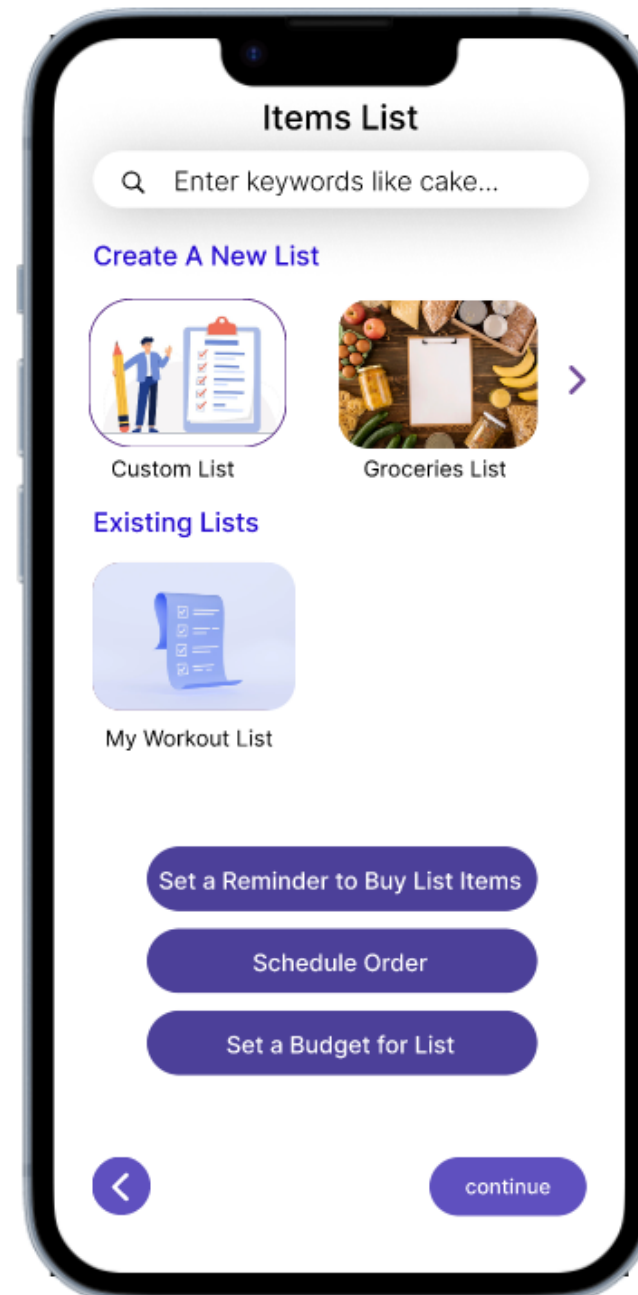 Items List
Enter keywords like cake...
Create A New List
Custom List
Groceries List
Existing Lists
My Workout List
Set a Reminder to Buy List Items
Schedule Order
Set a Budget for List
continue